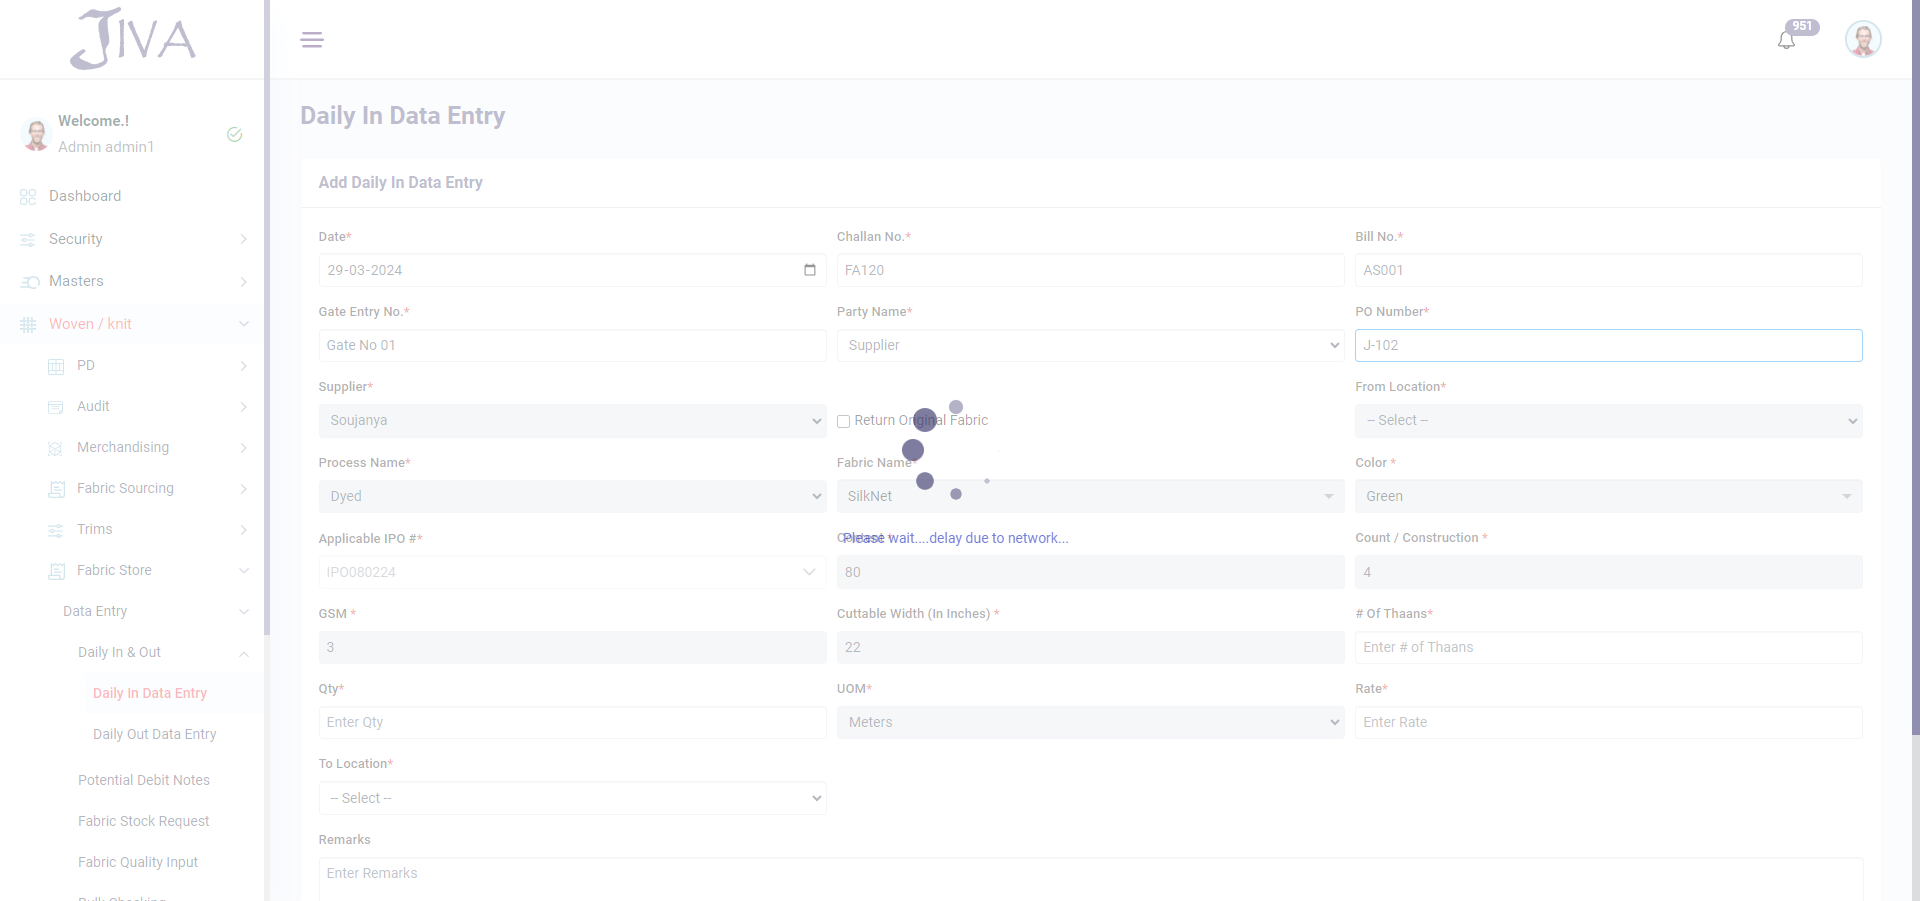 JIVA
951
Welcome.!
Admin admin1
Dashboard
Security
Masters
Woven / knit
PD
Audit
Merchandising
Fabric Sourcing
Trims
Fabric Store
Data Entry
Daily In & Out
Daily In Data Entry
Daily Out Data Entry
Potential Debit Notes
Fabric Stock Request
Fabric Quality Input
Bulk Checking
Daily In Data Entry
Add Daily In Data Entry
Date* Challan No.* Bill No.*
29-03-2024 FA120 AS001
Gate Entry No.* Party Name* PO Number*
Gate No 01 Supplier J-102
Supplier* From Location*
Soujanya Return Original Fabric -- Select --
Process Name* Fabric Name* Color *
Dyed SilkNet Green
Applicable IPO #* Content * Count / Construction *
Please wait....delay due to network...
IPO080224 80 4
GSM * Cuttable Width (In Inches) * # Of Thaans*
3 22 Enter # of Thaans
Qty* UOM* Rate*
Enter Qty Meters Enter Rate
To Location*
-- Select --
Remarks
Enter Remarks